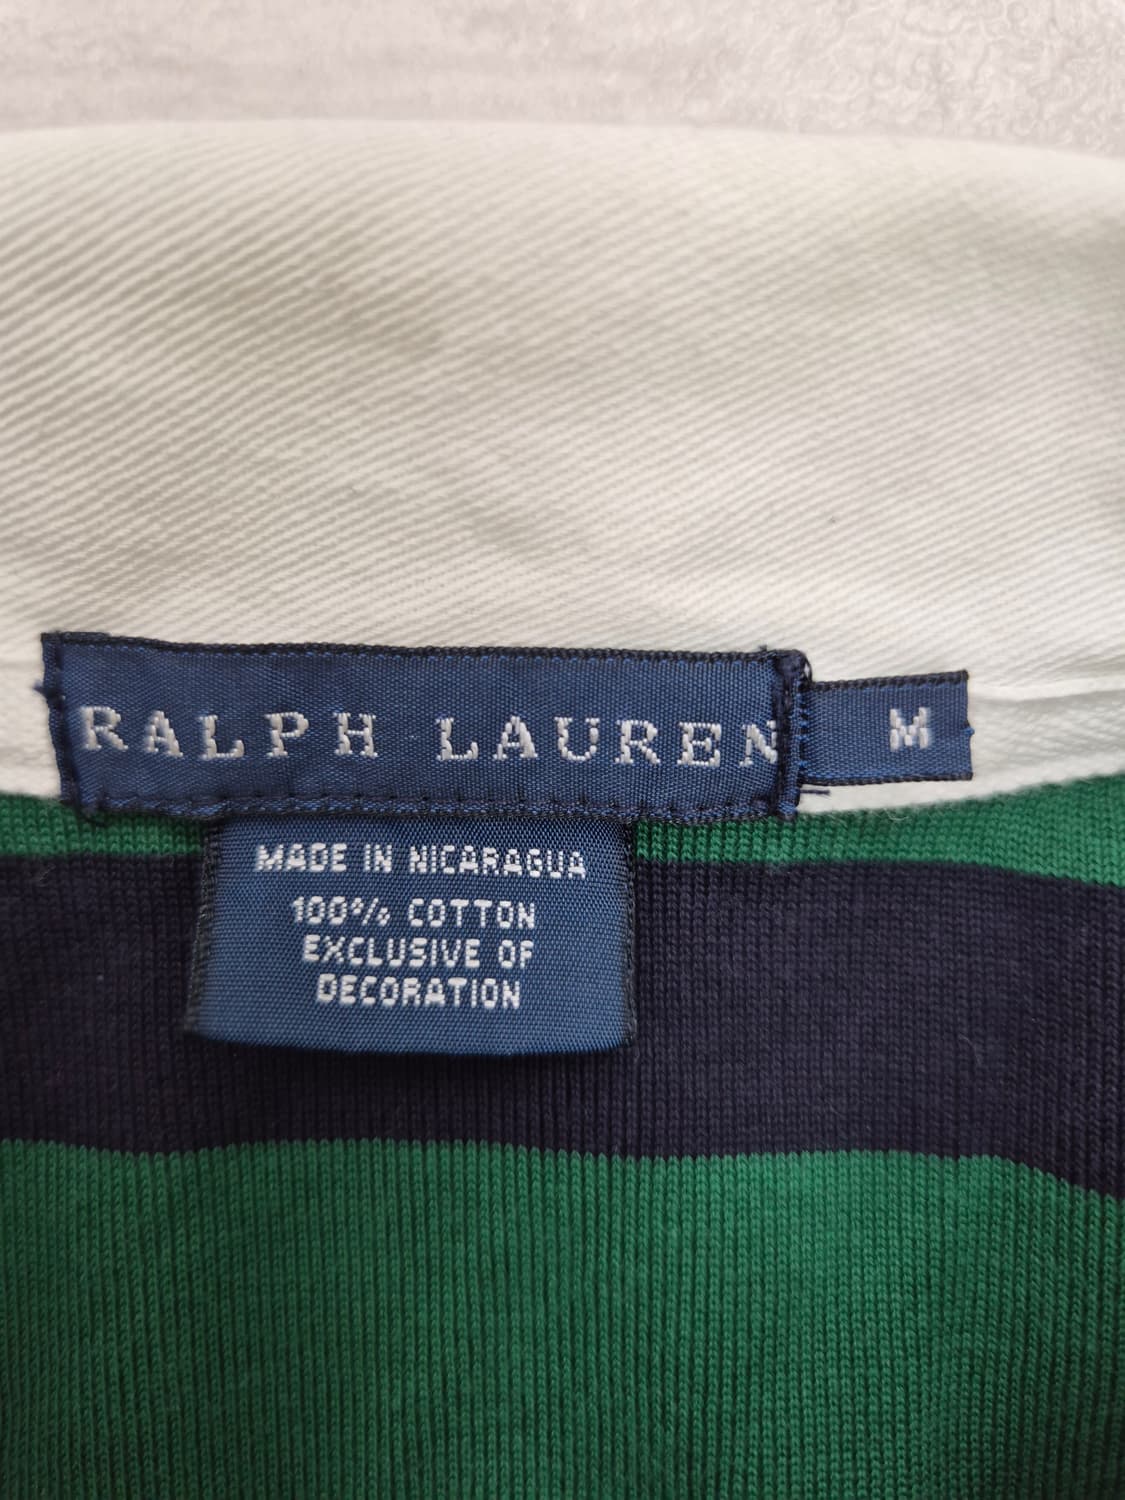 RALPH LAUREN
M
MADE IN NICARAGUA
100% COTTON
EXCLUSIVE OF
DECORATION